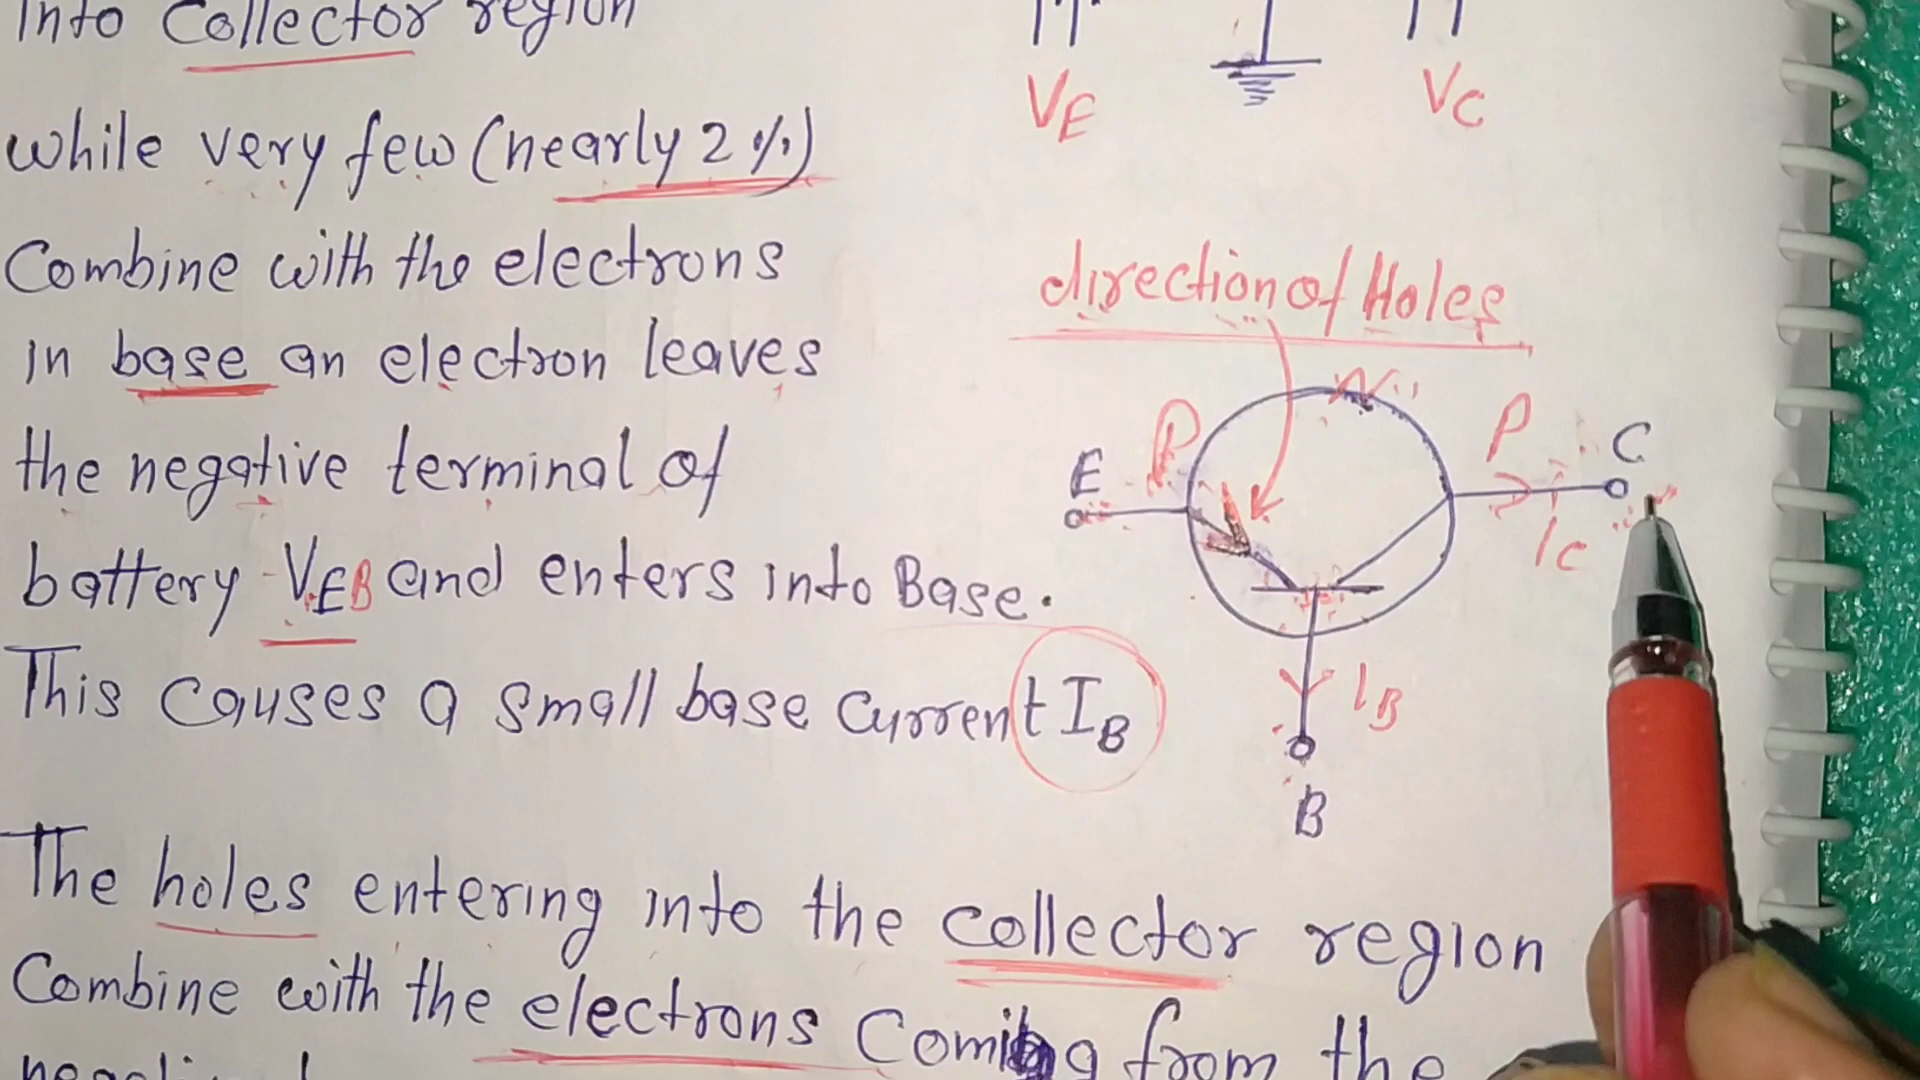 into Collector region
while very few (nearly 2%)
Combine with the electrons
in base an electron leaves
the negative terminal of
battery VEB and enters into Base.
This causes a small base current IB
The holes entering into the collector region
Combine with the electrons Coming from the
VE
VC
direction of Holes
N
P
P
E
C
IC
IB
B